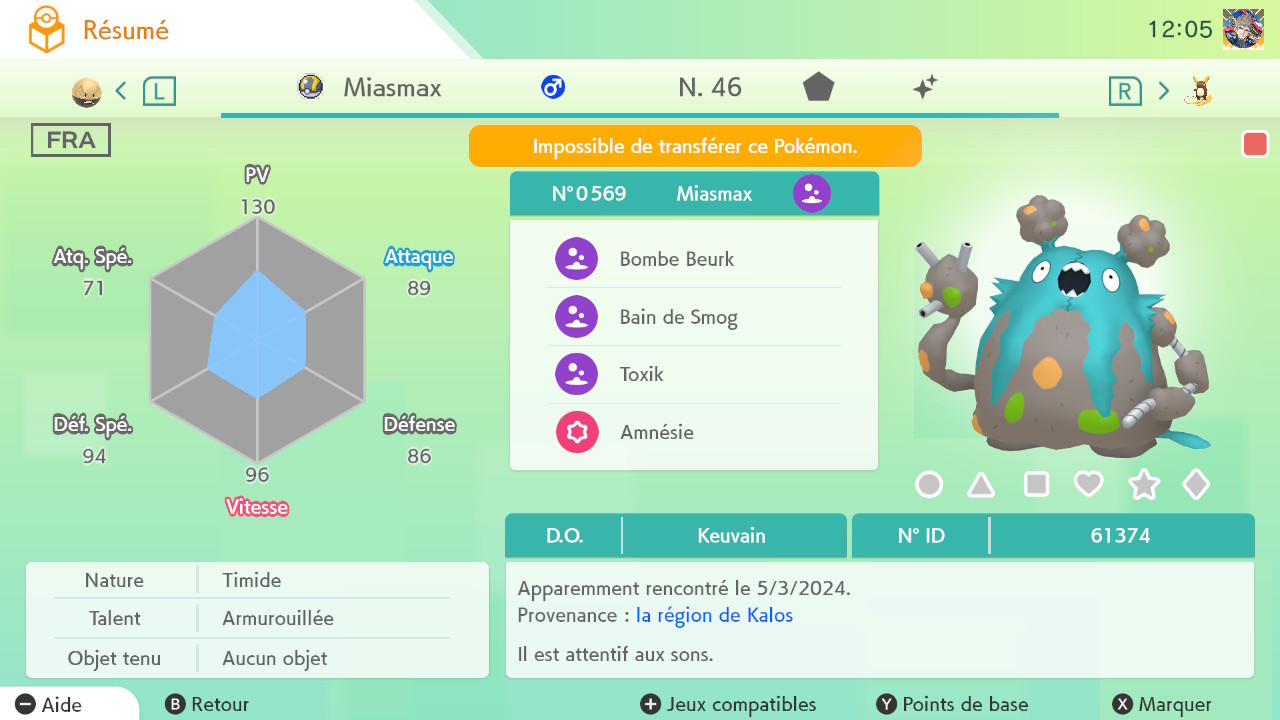 Résumé
12:05
L
Miasmax
N. 46
R
FRA
Impossible de transférer ce Pokémon.
PV
130
Atq. Spé.
71
Attaque
89
Déf. Spé.
94
Défense
86
96
Vitesse
N°0569 Miasmax
Bombe Beurk
Bain de Smog
Toxik
Amnésie
D.O. Keuvain N° ID 61374
Nature Timide
Talent Armurouillée
Objet tenu Aucun objet
Apparemment rencontré le 5/3/2024.
Provenance : la région de Kalos
Il est attentif aux sons.
Aide B Retour Jeux compatibles Y Points de base X Marquer